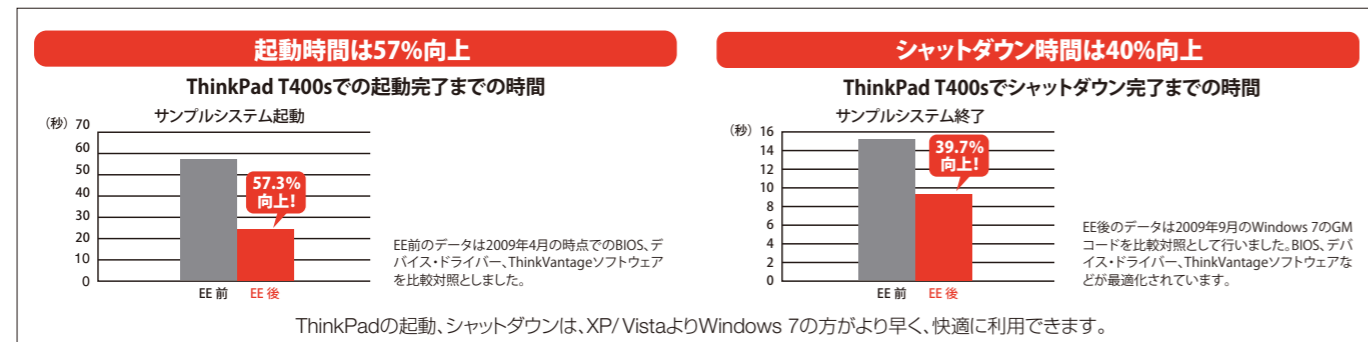 起動時間は57%向上
ThinkPad T400sでの起動完了までの時間
サンプルシステム起動
（秒）
70
60
50
40
30
20
10
0
57.3%
向上！
EE 前
EE 後
EE前のデータは2009年4月の時点でのBIOS、デ
バイス・ドライバー、ThinkVantageソフトウェア
を比較対照としました。
シャットダウン時間は40%向上
ThinkPad T400sでシャットダウン完了までの時間
サンプルシステム終了
（秒）
16
14
12
10
8
6
4
2
0
39.7%
向上！
EE 前
EE 後
EE後のデータは2009年9月のWindows 7のGM
コードを比較対照として行いました。BIOS、デバ
イス・ドライバー、ThinkVantageソフトウェアな
どが最適化されています。
ThinkPadの起動、シャットダウンは、XP/VistaよりWindows 7の方がより早く、快適に利用できます。